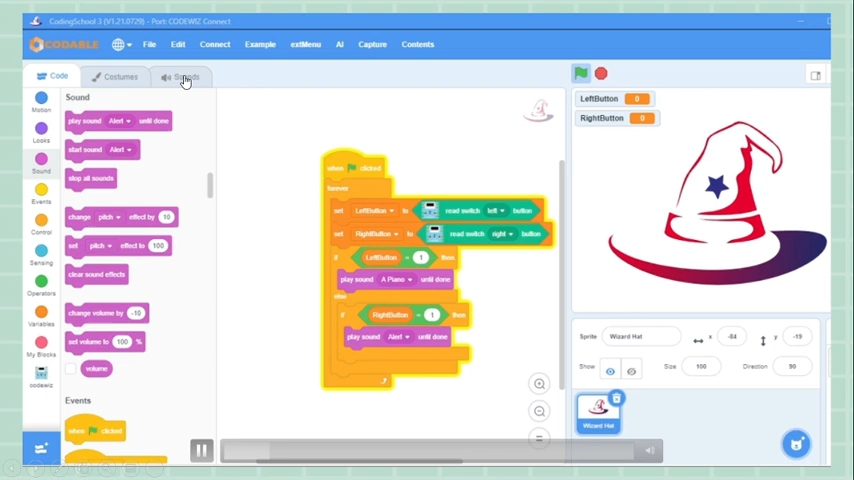 CodingSchool 3 (V1.21.0729) - Port: CODEWIZ Connect
CODABLE File Edit Connect Example extMenu AI Capture Contents
Code Costumes Sounds
Motion
Looks
Sound
Events
Control
Sensing
Operators
Variables
My Blocks
codewiz
Sound
play sound Alert until done
start sound Alert
stop all sounds
change pitch effect by 10
set pitch effect to 100
clear sound effects
change volume by -10
set volume to 100 %
volume
Events
when clicked
when clicked
forever
set LeftButton to read switch left button
set RightButton to read switch right button
if LeftButton = 1 then
play sound A Piano until done
else
if RightButton = 1 then
play sound Alert until done
LeftButton 0
RightButton 0
Sprite Wizard Hat x -84 y -19
Show Size 100 Direction 90
Wizard Hat